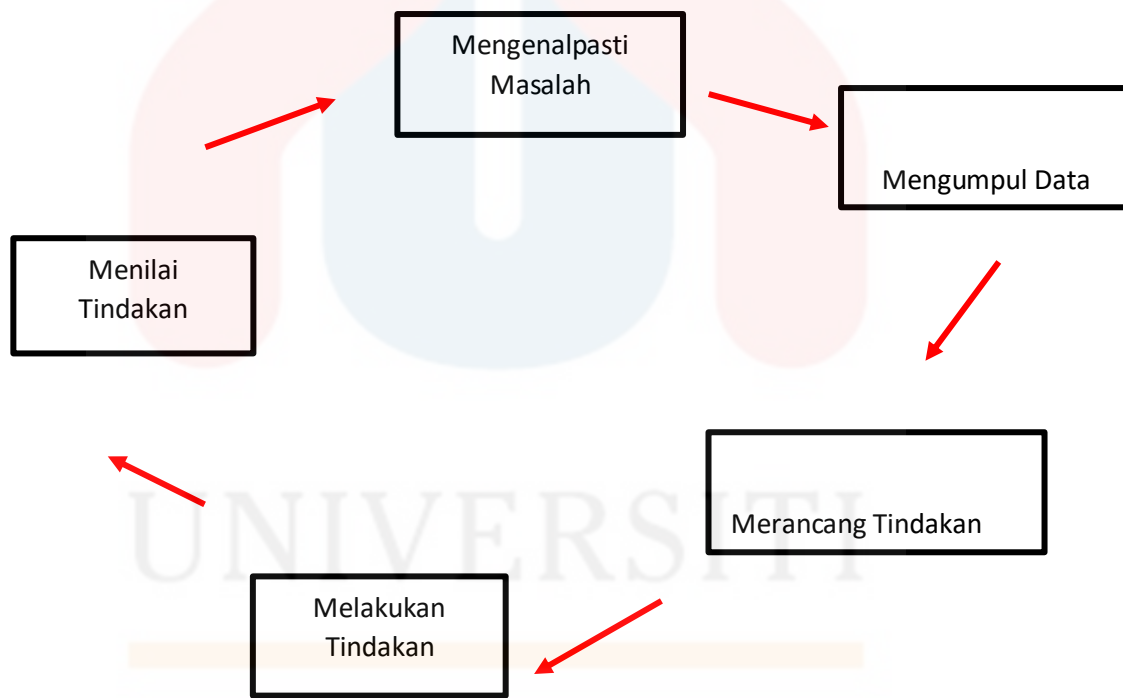 Mengenalpasti
Masalah
Mengumpul Data
Menilai
Tindakan
Merancang Tindakan
UNIVERSITI
Melakukan
Tindakan